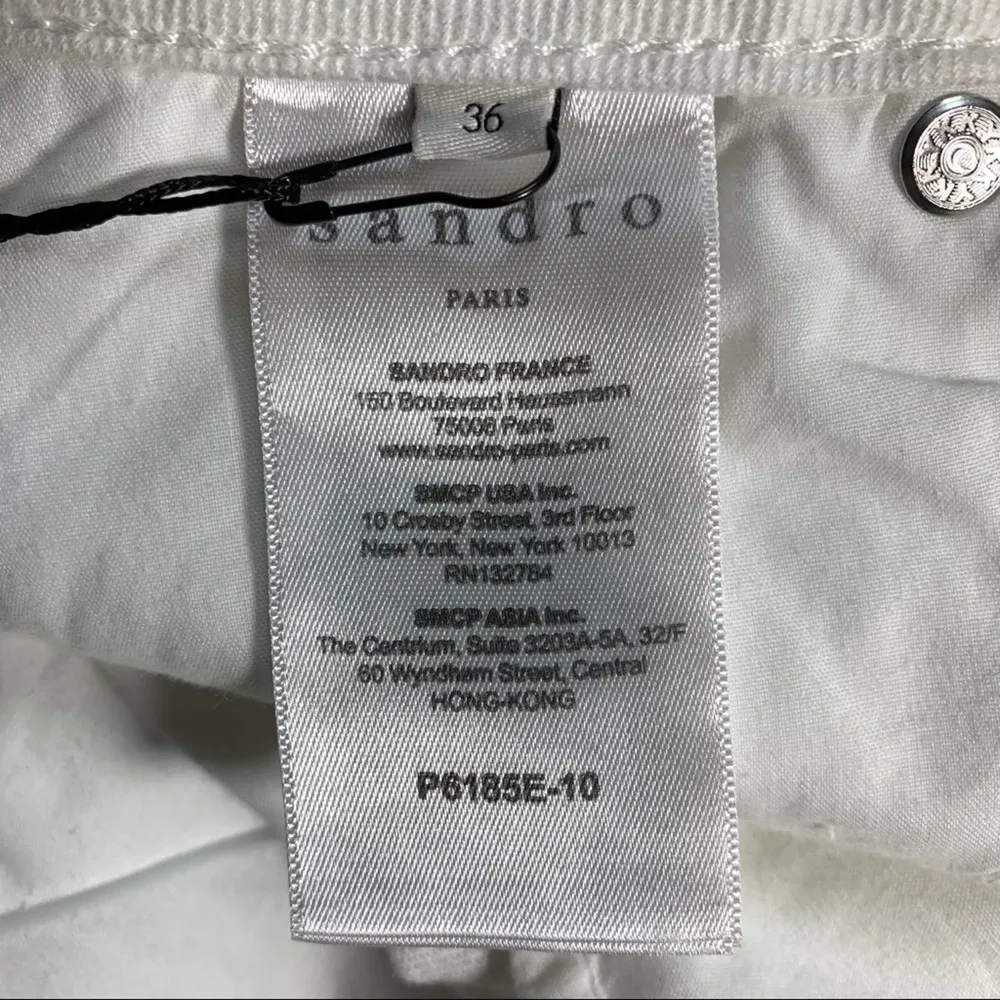 36
sandro
PARIS
SANDRO FRANCE
150 Boulevard Haussmann
75008 Paris
www.sandro-paris.com
SMCP USA Inc.
10 Crosby Street, 3rd Floor
New York, New York 10013
RN132784
SMCP ASIA Inc.
The Centrium, Suite 3203A-5A, 32/F
60 Wyndham Street, Central
HONG-KONG
P6185E-10